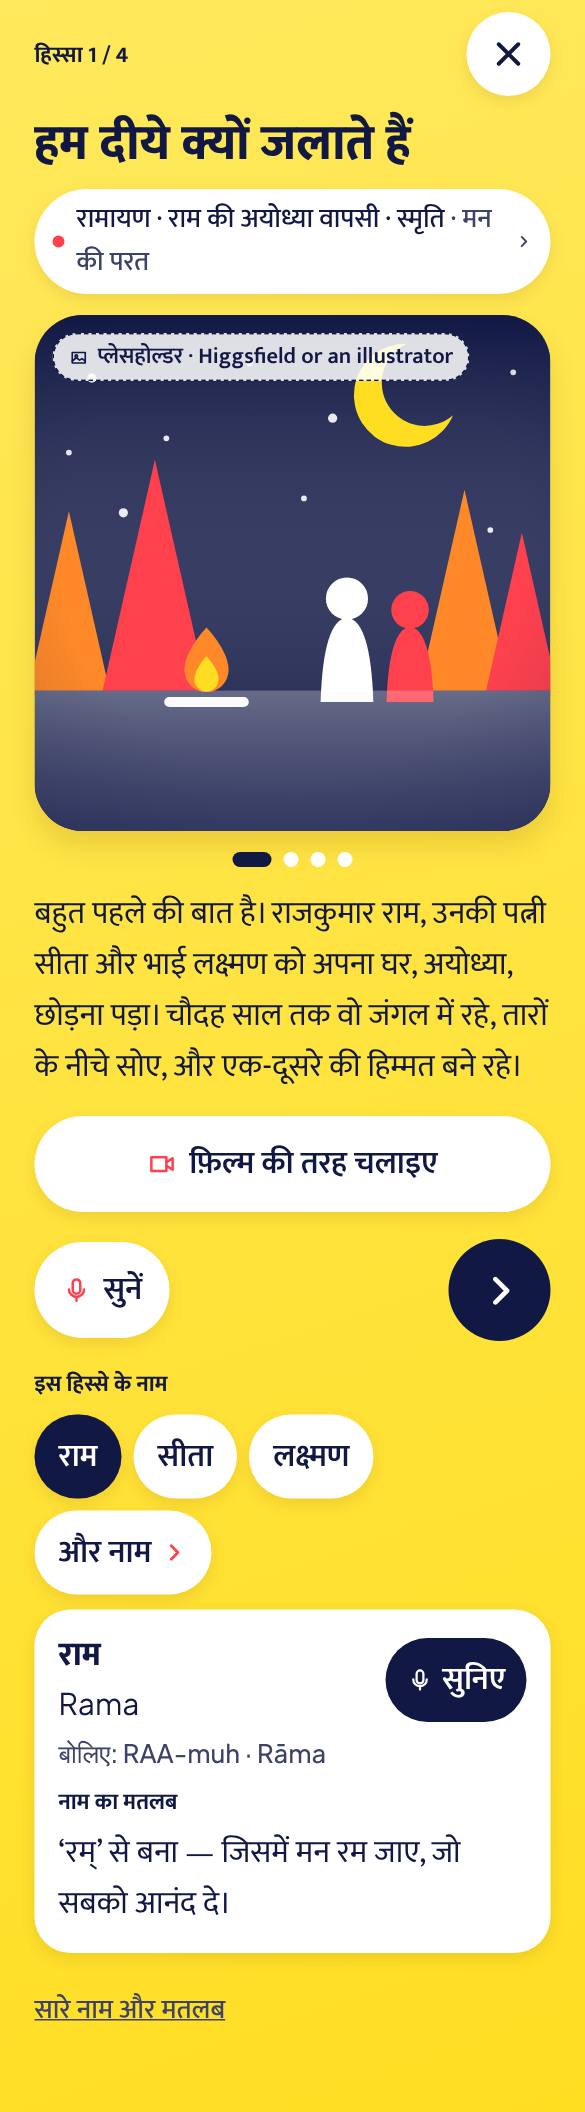 हिस्सा 1 / 4
हम दीये क्यों जलाते हैं
रामायण · राम की अयोध्या वापसी · स्मृति · मन
की परत
प्लेसहोल्डर · Higgsfield or an illustrator
बहुत पहले की बात है। राजकुमार राम, उनकी पत्नी
सीता और भाई लक्ष्मण को अपना घर, अयोध्या,
छोड़ना पड़ा। चौदह साल तक वो जंगल में रहे, तारों
के नीचे सोए, और एक-दूसरे की हिम्मत बने रहे।
फ़िल्म की तरह चलाइए
सुनें
इस हिस्से के नाम
राम
सीता
लक्ष्मण
और नाम
राम
सुनिए
Rama
बोलिए: RAA-muh · Rāma
नाम का मतलब
‘रम्’ से बना — जिसमें मन रम जाए, जो
सबको आनंद दे।
सारे नाम और मतलब